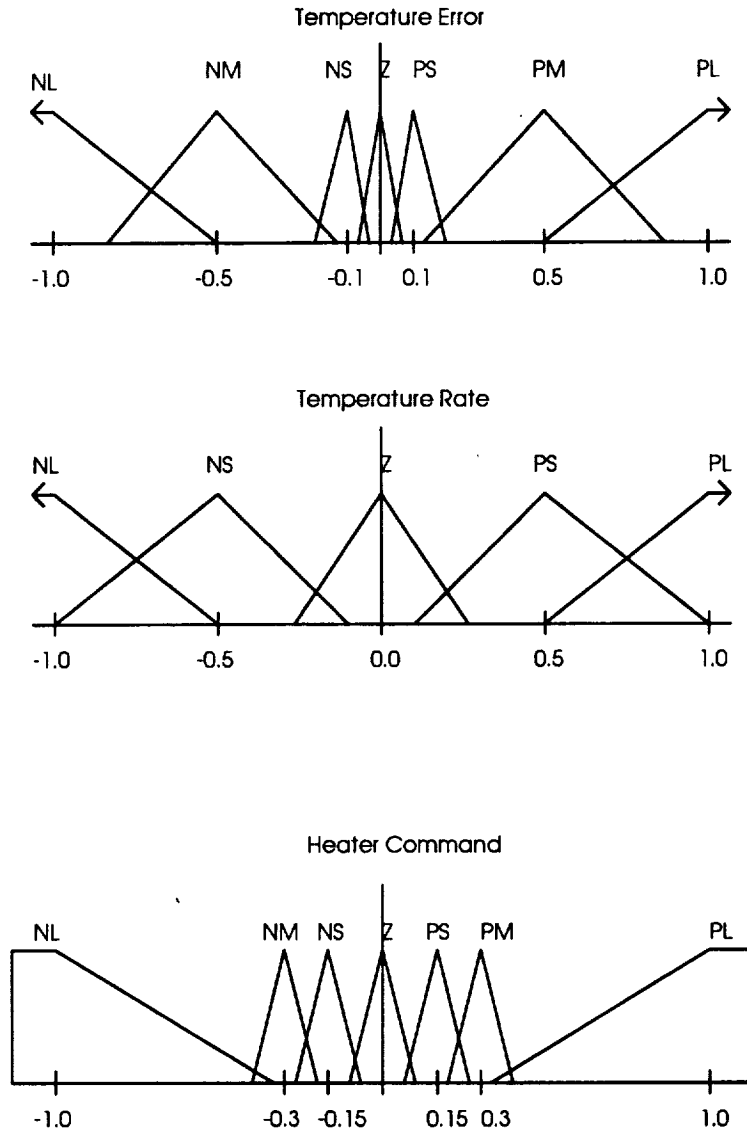 Temperature Error
NL NM NS Z PS PM PL
-1.0 -0.5 -0.1 0.1 0.5 1.0
Temperature Rate
NL NS Z PS PL
-1.0 -0.5 0.0 0.5 1.0
Heater Command
NL NM NS Z PS PM PL
-1.0 -0.3 -0.15 0.15 0.3 1.0